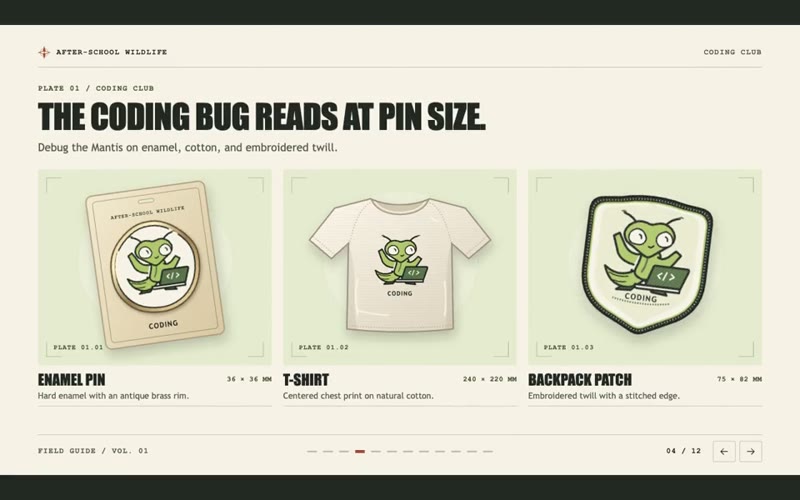 AFTER-SCHOOL WILDLIFE
CODING CLUB
PLATE 01 / CODING CLUB
THE CODING BUG READS AT PIN SIZE.
Debug the Mantis on enamel, cotton, and embroidered twill.
AFTER-SCHOOL WILDLIFE
</>
CODING
PLATE 01.01
</>
CODING
PLATE 01.02
</>
CODING
PLATE 01.03
ENAMEL PIN
36 × 36 MM
Hard enamel with an antique brass rim.
T-SHIRT
240 × 220 MM
Centered chest print on natural cotton.
BACKPACK PATCH
75 × 82 MM
Embroidered twill with a stitched edge.
FIELD GUIDE / VOL. 01
04 / 12
← →